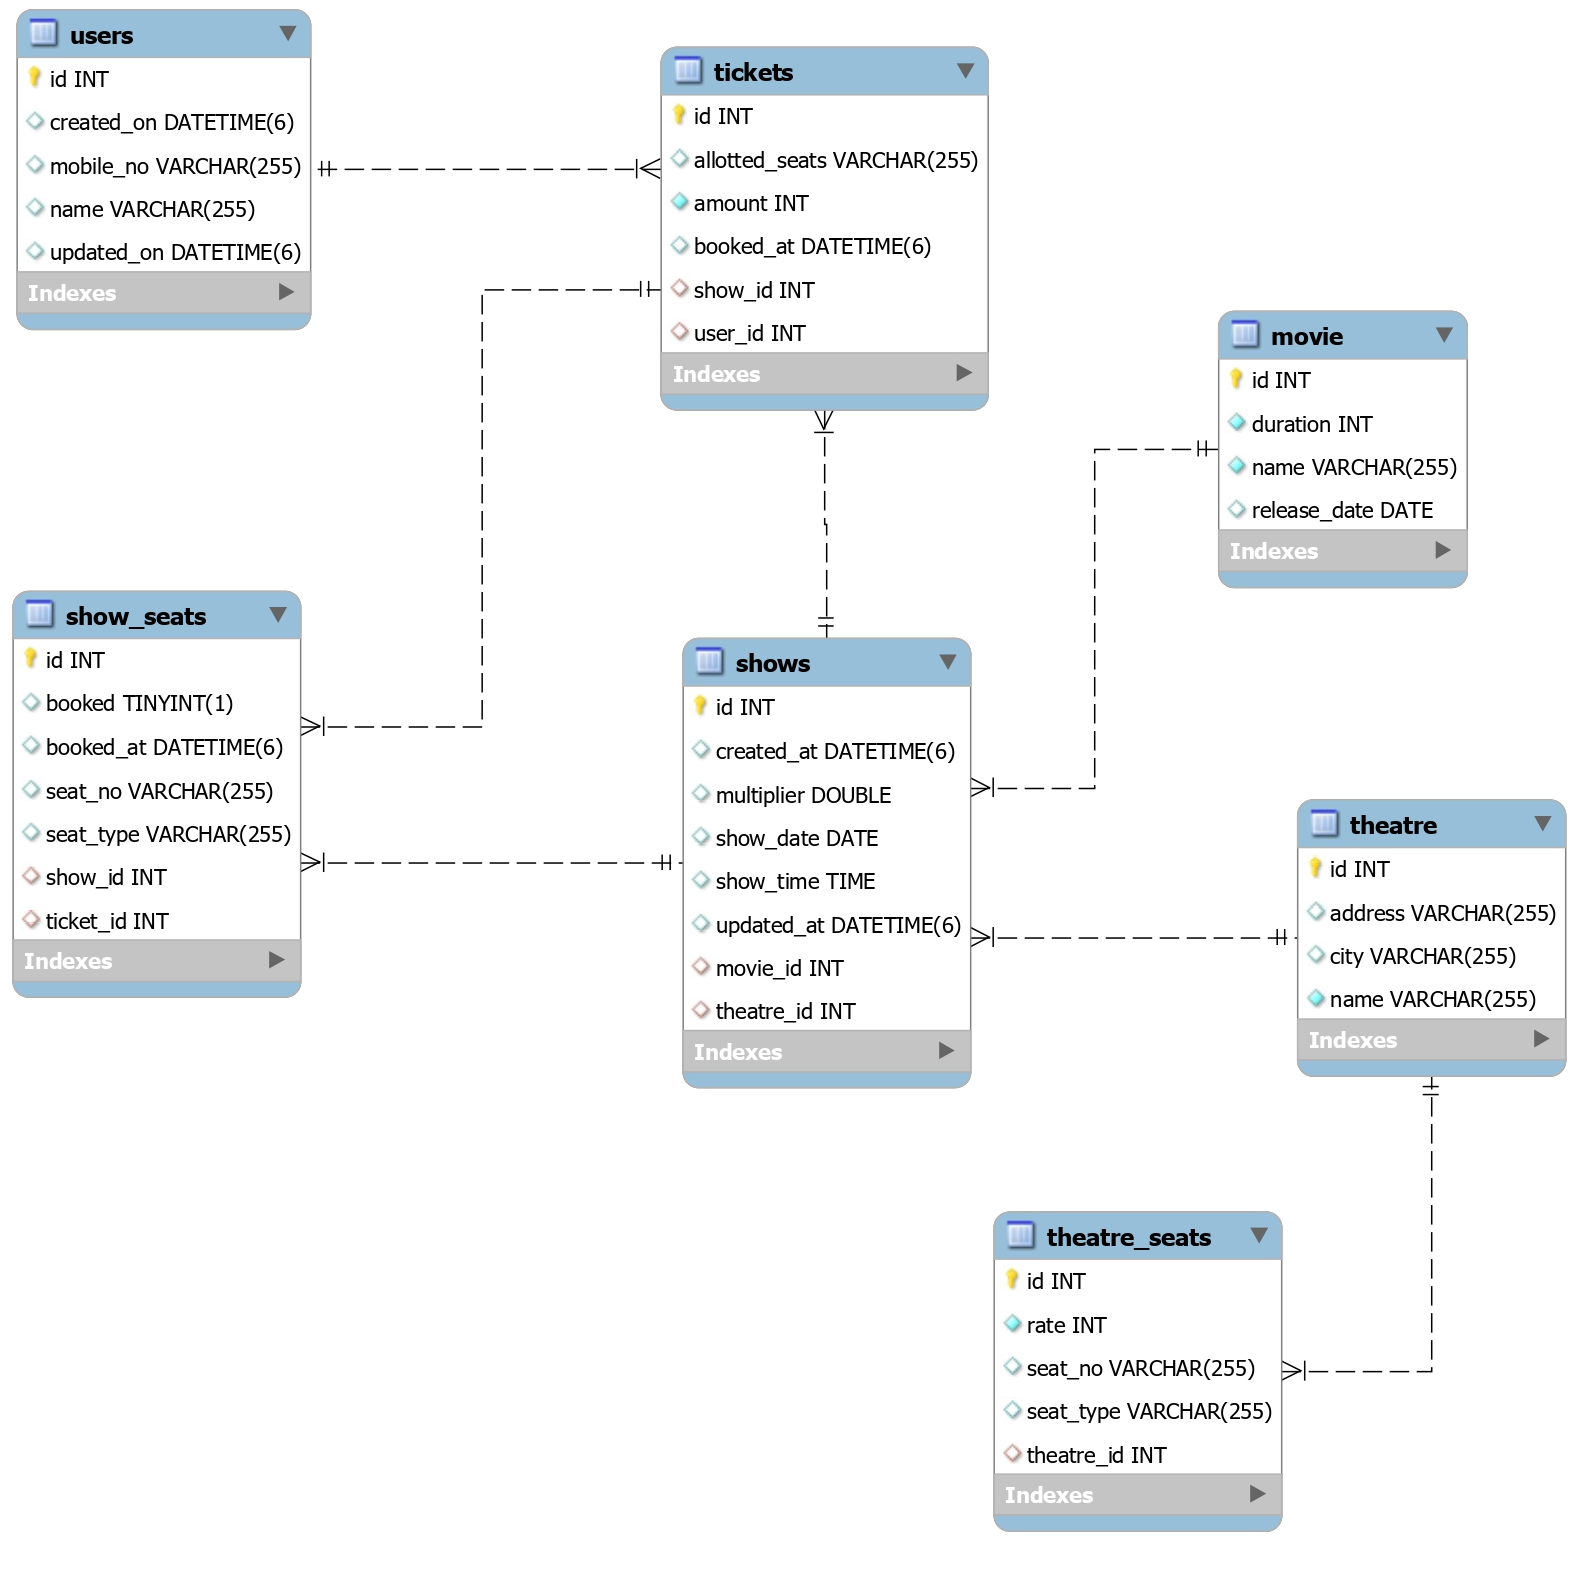 users
id INT
created_on DATETIME(6)
mobile_no VARCHAR(255)
name VARCHAR(255)
updated_on DATETIME(6)
Indexes
tickets
id INT
allotted_seats VARCHAR(255)
amount INT
booked_at DATETIME(6)
show_id INT
user_id INT
Indexes
movie
id INT
duration INT
name VARCHAR(255)
release_date DATE
Indexes
show_seats
id INT
booked TINYINT(1)
booked_at DATETIME(6)
seat_no VARCHAR(255)
seat_type VARCHAR(255)
show_id INT
ticket_id INT
Indexes
shows
id INT
created_at DATETIME(6)
multiplier DOUBLE
show_date DATE
show_time TIME
updated_at DATETIME(6)
movie_id INT
theatre_id INT
Indexes
theatre
id INT
address VARCHAR(255)
city VARCHAR(255)
name VARCHAR(255)
Indexes
theatre_seats
id INT
rate INT
seat_no VARCHAR(255)
seat_type VARCHAR(255)
theatre_id INT
Indexes